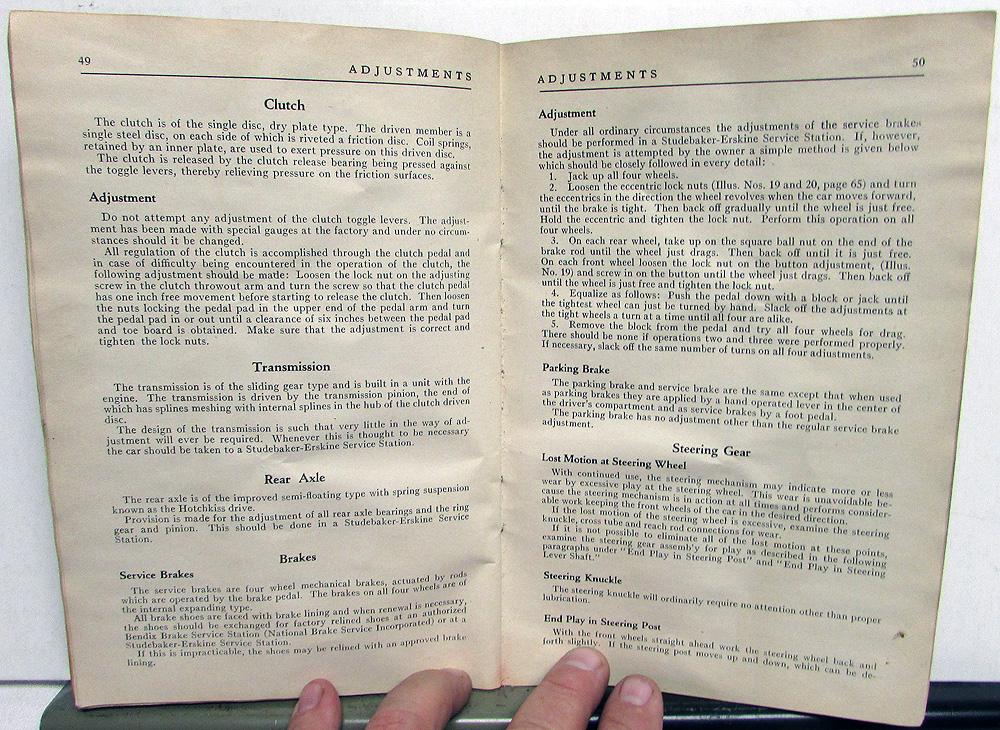 49
ADJUSTMENTS
Clutch
The clutch is of the single disc, dry plate type. The driven member is a
single steel disc, on each side of which is riveted a friction disc. Coil springs,
retained by an inner plate, are used to exert pressure on this driven disc.
The clutch is released by the clutch release bearing being pressed against
the toggle levers, thereby relieving pressure on the friction surfaces.
Adjustment
Do not attempt any adjustment of the clutch toggle levers. The adjust-
ment has been made with special gauges at the factory and under no circum-
stances should it be changed.
All regulation of the clutch is accomplished through the clutch pedal and
in case of difficulty being encountered in the operation of the clutch, the
following adjustment should be made: Loosen the lock nut on the adjusting
screw in the clutch throwout arm and turn the screw so that the clutch pedal
has one inch free movement before starting to release the clutch. Then loosen
the nuts locking the pedal pad in the upper end of the pedal arm and turn
the pedal pad in or out until a clearance of six inches between the pedal pad
and toe board is obtained. Make sure that the adjustment is correct and
tighten the lock nuts.
Transmission
The transmission is of the sliding gear type and is built in a unit with the
engine. The transmission is driven by the transmission pinion, the end of
which has splines meshing with internal splines in the hub of the clutch driven
disc.
The design of the transmission is such that very little in the way of ad-
justment will ever be required. Whenever this is thought to be necessary
the car should be taken to a Studebaker-Erskine Service Station.
Rear Axle
The rear axle is of the improved semi-floating type with spring suspension
known as the Hotchkiss drive.
Provision is made for the adjustment of all rear axle bearings and the ring
gear and pinion. This should be done in a Studebaker-Erskine Service
Station.
Brakes
Service Brakes
The service brakes are four wheel mechanical brakes, actuated by rods
which are operated by the brake pedal. The brakes on all four wheels are of
the internal expanding type.
All brake shoes are faced with brake lining and when renewal is necessary,
the shoes should be exchanged for factory relined shoes at an authorized
Bendix Brake Service Station (National Brake Service Incorporated) or at a
Studebaker-Erskine Service Station.
If this is impracticable, the shoes may be relined with an approved brake
lining.
50
ADJUSTMENTS
Adjustment
Under all ordinary circumstances the adjustments of the service brakes
should be performed in a Studebaker-Erskine Service Station. If, however,
the adjustment is attempted by the owner a simple method is given below
which should be closely followed in every detail:
1. Jack up all four wheels.
2. Loosen the eccentric lock nuts (Illus. Nos. 19 and 20, page 65) and turn
the eccentrics in the direction the wheel revolves when the car moves forward,
until the brake is tight. Then back off gradually until the wheel is just free.
Hold the eccentric and tighten the lock nut. Perform this operation on all
four wheels.
3. On each rear wheel, take up on the square ball nut on the end of the
brake rod until the wheel just drags. Then back off until it is just free.
On each front wheel loosen the lock nut on the button adjustment, (Illus.
No. 19) and screw in on the button until the wheel just drags. Then back off
until the wheel is just free and tighten the lock nut.
4. Equalize as follows: Push the pedal down with a block or jack until
the tightest wheel can just be turned by hand. Slack off the adjustments at
the tight wheels a turn at a time until all four are alike.
5. Remove the block from the pedal and try all four wheels for drag.
There should be none if operations two and three were performed properly.
If necessary, slack off the same number of turns on all four adjustments.
Parking Brake
The parking brake and service brake are the same except that when used
as parking brakes they are applied by a hand operated lever in the center of
the driver's compartment and as service brakes by a foot pedal.
The parking brake has no adjustment other than the regular service brake
adjustment.
Steering Gear
Lost Motion at Steering Wheel
With continued use, the steering mechanism may indicate more or less
wear by excessive play at the steering wheel. This wear is unavoidable be-
cause the steering mechanism is in action at all times and performs consider-
able work keeping the front wheels of the car in the desired direction.
If the lost motion of the steering wheel is excessive, examine the steering
knuckle, cross tube and reach rod connections for wear.
If it is not possible to eliminate all of the lost motion at these points,
examine the steering gear assemb'y for play as described in the following
paragraphs under "End Play in Steering Post" and "End Play in Steering
Lever Shaft."
Steering Knuckle
The steering knuckle will ordinarily require no attention other than proper
lubrication.
End Play in Steering Post
With the front wheels straight ahead work the steering wheel back and
forth slightly. If the steering post moves up and down, which can be de-